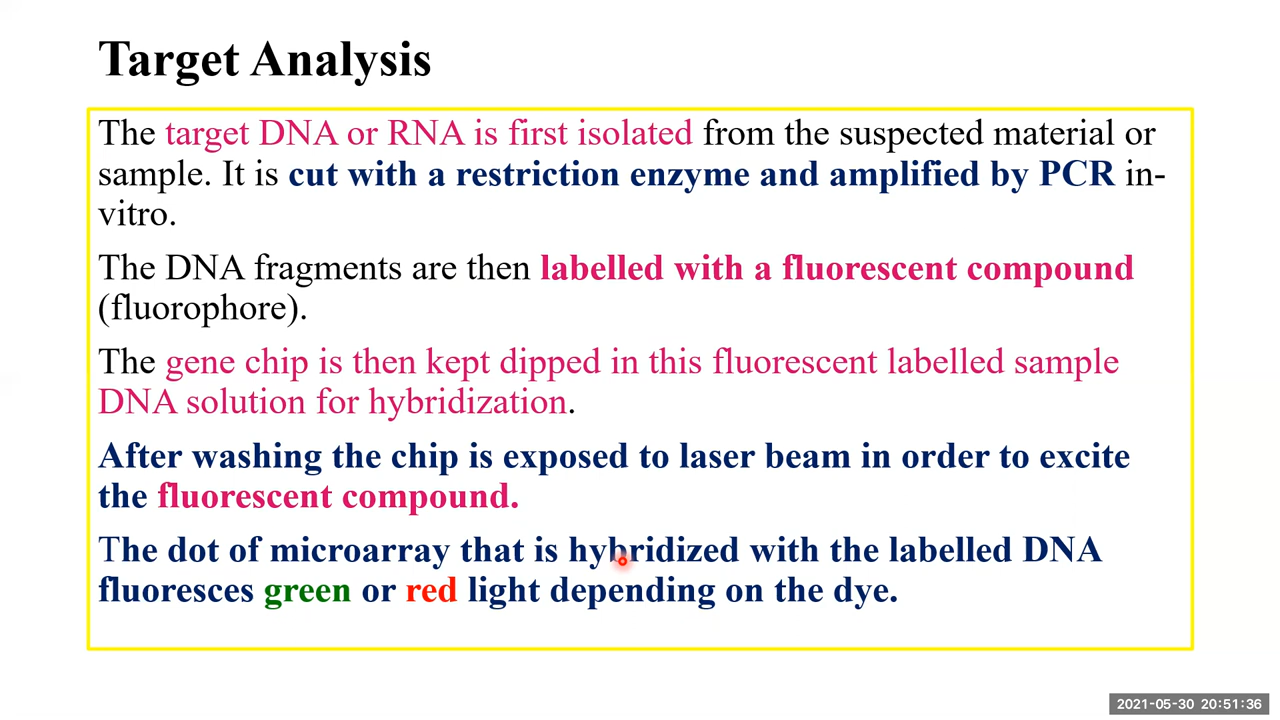 Target Analysis
The target DNA or RNA is first isolated from the suspected material or
sample. It is cut with a restriction enzyme and amplified by PCR in-
vitro.
The DNA fragments are then labelled with a fluorescent compound
(fluorophore).
The gene chip is then kept dipped in this fluorescent labelled sample
DNA solution for hybridization.
After washing the chip is exposed to laser beam in order to excite
the fluorescent compound.
The dot of microarray that is hybridized with the labelled DNA
fluoresces green or red light depending on the dye.
2021-05-30 20:51:36